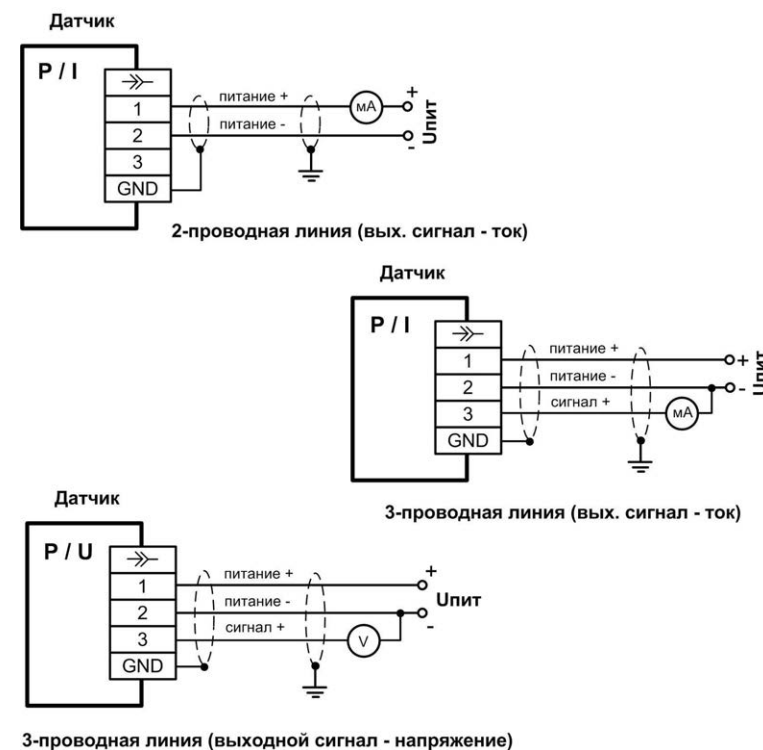 Датчик
P / I
1
2
3
GND
питание +
питание -
мА
+
-
Uпит
2-проводная линия (вых. сигнал - ток)
Датчик
P / I
1
2
3
GND
питание +
питание -
сигнал +
мА
+
-
Uпит
3-проводная линия (вых. сигнал - ток)
Датчик
P / U
1
2
3
GND
питание +
питание -
сигнал +
V
+
Uпит
-
3-проводная линия (выходной сигнал - напряжение)